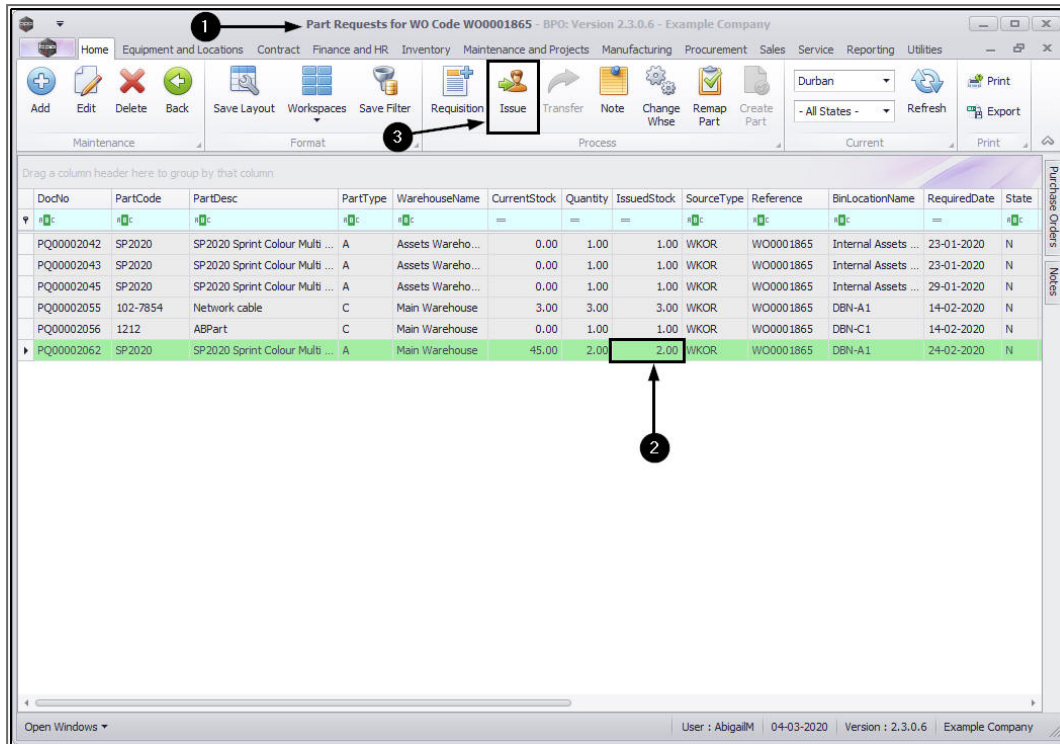 1
Part Requests for WO Code WO0001865 - BPO: Version 2.3.0.6 - Example Company
Home Equipment and Locations Contract Finance and HR Inventory Maintenance and Projects Manufacturing Procurement Sales Service Reporting Utilities
Add Edit Delete Back Save Layout Workspaces Save Filter Requisition Issue Transfer Note Change Whse Remap Part Create Part Durban Refresh Print
- All States - Export
3
Maintenance Format Process Current Print
Drag a column header here to group by that column
DocNo PartCode PartDesc PartType WarehouseName CurrentStock Quantity IssuedStock SourceType Reference BinLocationName RequiredDate State
PQ00002042 SP2020 SP2020 Sprint Colour Multi ... A Assets Wareho... 0.00 1.00 1.00 WKOR WO0001865 Internal Assets ... 23-01-2020 N
PQ00002043 SP2020 SP2020 Sprint Colour Multi ... A Assets Wareho... 0.00 1.00 1.00 WKOR WO0001865 Internal Assets ... 23-01-2020 N
PQ00002045 SP2020 SP2020 Sprint Colour Multi ... A Assets Wareho... 0.00 1.00 1.00 WKOR WO0001865 Internal Assets ... 29-01-2020 N
PQ00002055 102-7854 Network cable C Main Warehouse 3.00 3.00 3.00 WKOR WO0001865 DBN-A1 14-02-2020 N
PQ00002056 1212 ABPart C Main Warehouse 0.00 1.00 1.00 WKOR WO0001865 DBN-C1 14-02-2020 N
PQ00002062 SP2020 SP2020 Sprint Colour Multi ... A Main Warehouse 45.00 2.00 2.00 WKOR WO0001865 DBN-A1 24-02-2020 N
2
Purchase Orders
Notes
Open Windows User : AbigailM 04-03-2020 Version : 2.3.0.6 Example Company